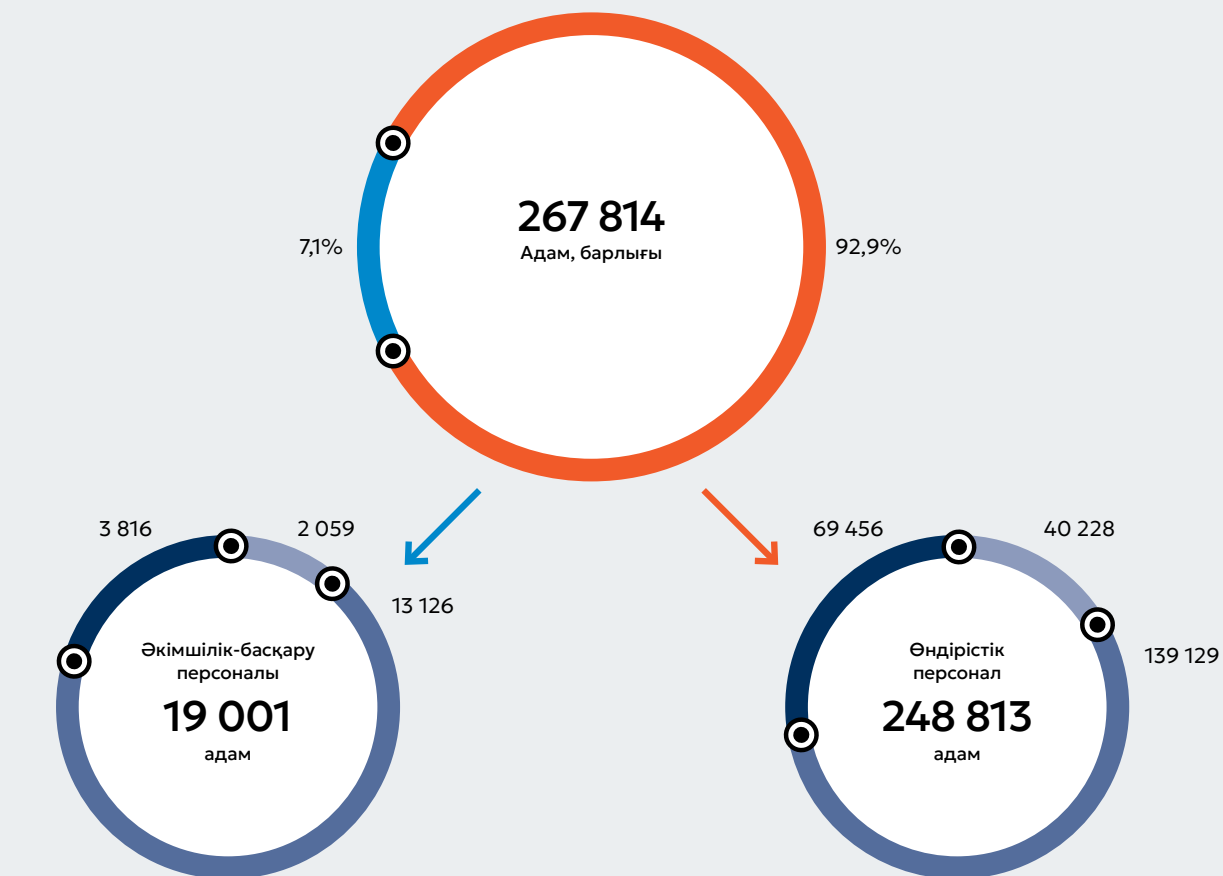 267 814
Адам, барлығы
7,1%
92,9%
3 816
2 059
13 126
Әкімшілік-басқару
персоналы
19 001
адам
69 456
40 228
139 129
Өндірістік
персонал
248 813
адам